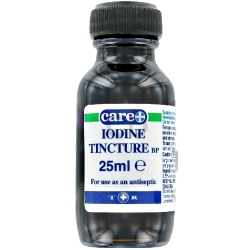 care+
IODINE
TINCTURE BP
25ml ℮
For use as an antiseptic
T R